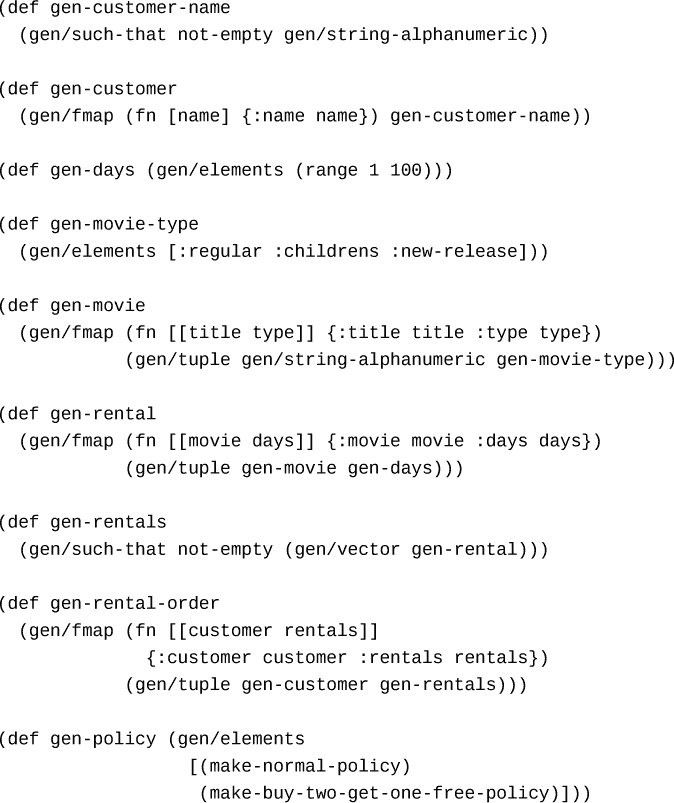 (def gen-customer-name
  (gen/such-that not-empty gen/string-alphanumeric))

(def gen-customer
  (gen/fmap (fn [name] {:name name}) gen-customer-name))

(def gen-days (gen/elements (range 1 100)))

(def gen-movie-type
  (gen/elements [:regular :childrens :new-release]))

(def gen-movie
  (gen/fmap (fn [[title type]] {:title title :type type})
            (gen/tuple gen/string-alphanumeric gen-movie-type)))

(def gen-rental
  (gen/fmap (fn [[movie days]] {:movie movie :days days})
            (gen/tuple gen-movie gen-days)))

(def gen-rentals
  (gen/such-that not-empty (gen/vector gen-rental)))

(def gen-rental-order
  (gen/fmap (fn [[customer rentals]]
              {:customer customer :rentals rentals})
            (gen/tuple gen-customer gen-rentals)))

(def gen-policy (gen/elements
                  [(make-normal-policy)
                   (make-buy-two-get-one-free-policy)]))